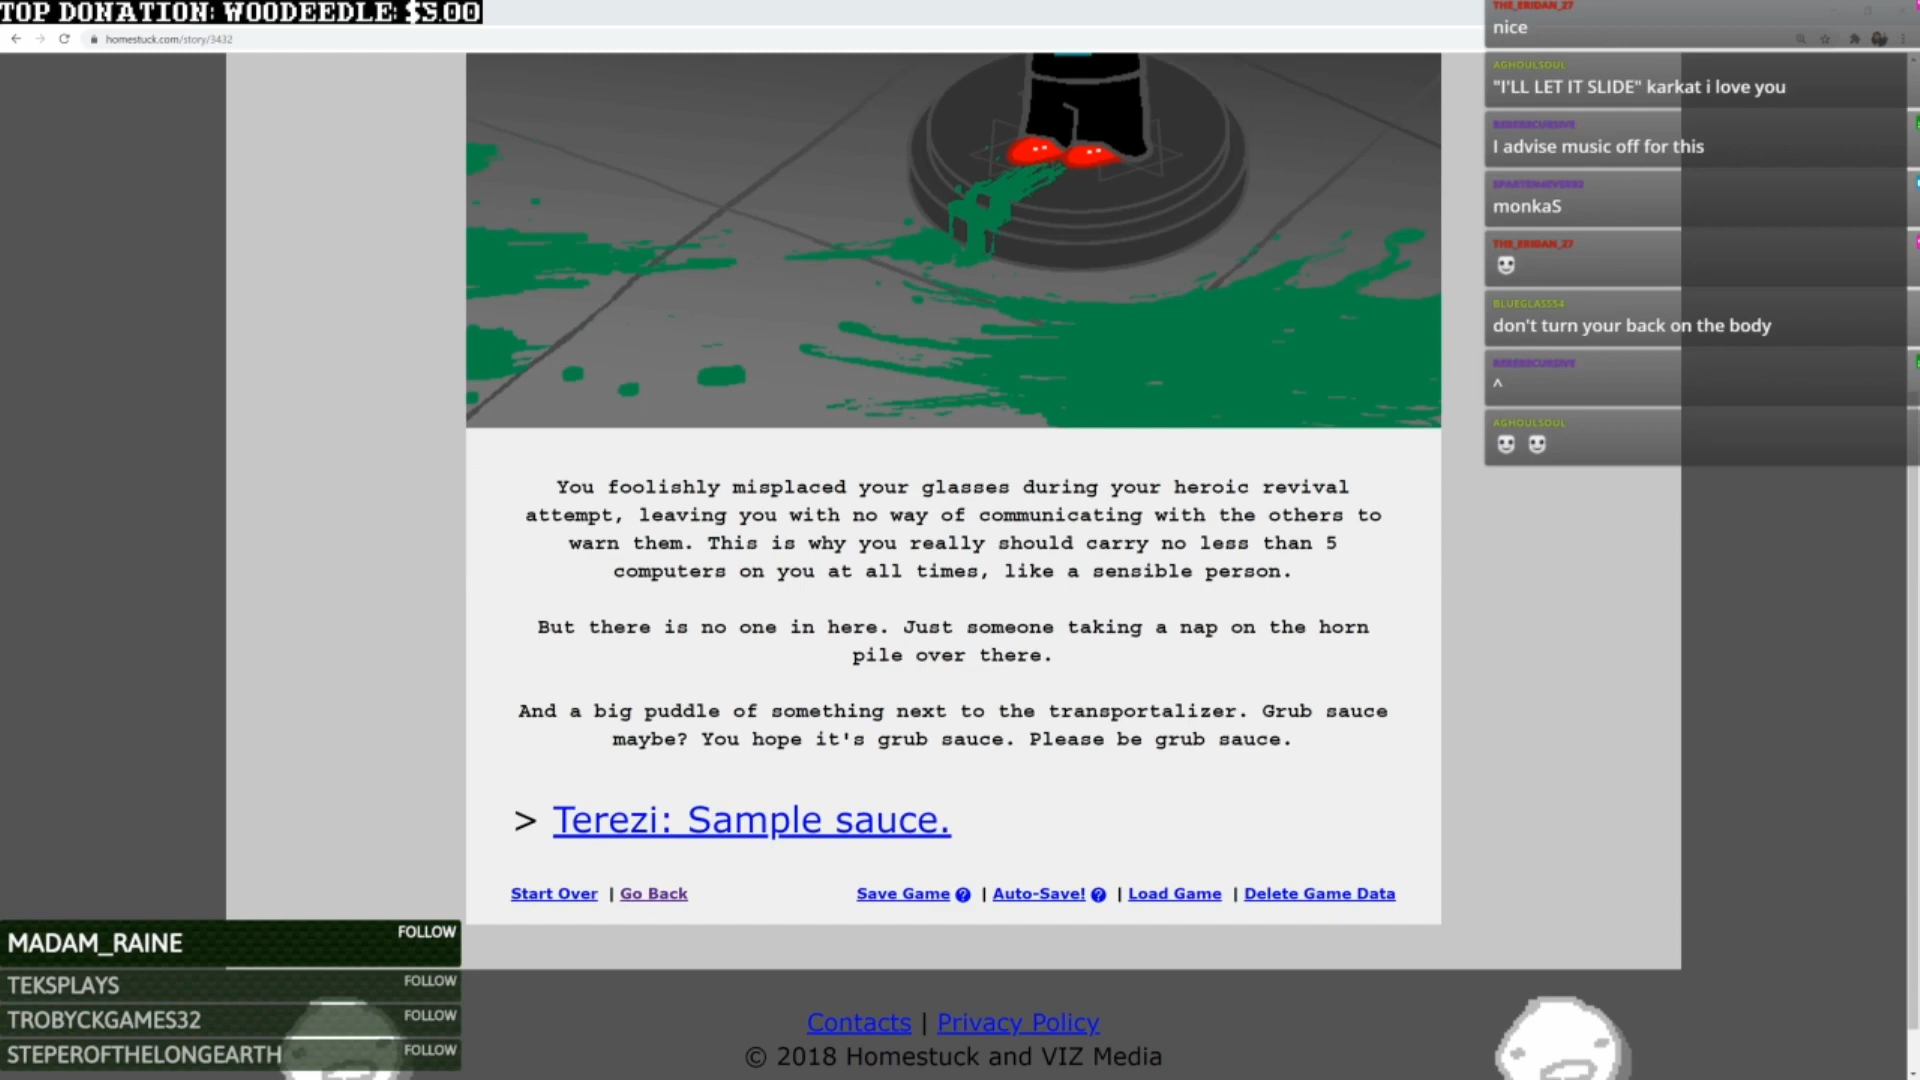 TOP DONATION: WOODEEDLE: $5.00
homestuck.com/story/3432
THE_ERIDAN_27
nice
AGHOULSOUL
"I'LL LET IT SLIDE" karkat i love you
I advise music off for this
monkaS
THE_ERIDAN_27
BLUEGLASS54
don't turn your back on the body
^
AGHOULSOUL
You foolishly misplaced your glasses during your heroic revival
attempt, leaving you with no way of communicating with the others to
warn them. This is why you really should carry no less than 5
computers on you at all times, like a sensible person.
But there is no one in here. Just someone taking a nap on the horn
pile over there.
And a big puddle of something next to the transportalizer. Grub sauce
maybe? You hope it's grub sauce. Please be grub sauce.
> Terezi: Sample sauce.
Start Over | Go Back Save Game ? | Auto-Save! ? | Load Game | Delete Game Data
MADAM_RAINE FOLLOW
TEKSPLAYS FOLLOW
TROBYCKGAMES32 FOLLOW
STEPEROFTHELONGEARTH FOLLOW
Contacts | Privacy Policy
© 2018 Homestuck and VIZ Media